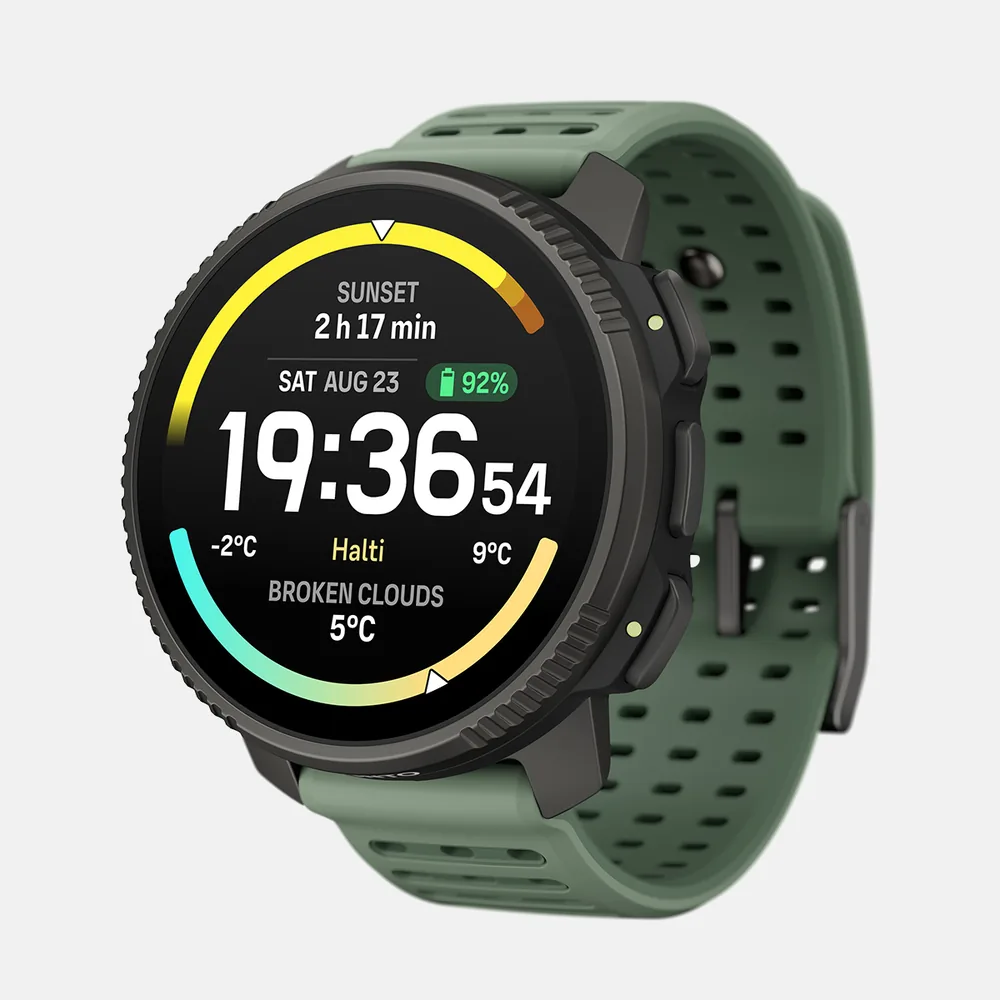 SUNSET
2 h 17 min
SAT AUG 23 92%
19:36 54
-2°C Halti 9°C
BROKEN CLOUDS
5°C